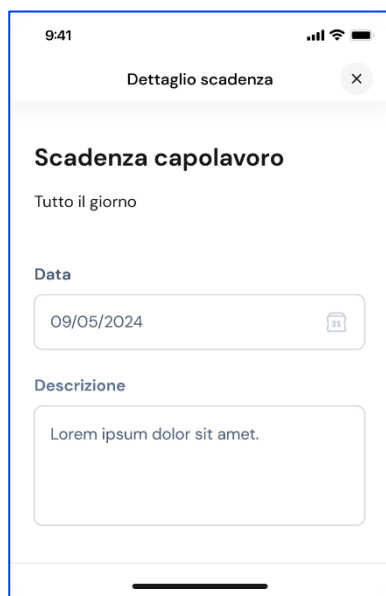 9:41
Dettaglio scadenza
Scadenza capolavoro
Tutto il giorno
Data
09/05/2024
31
Descrizione
Lorem ipsum dolor sit amet.